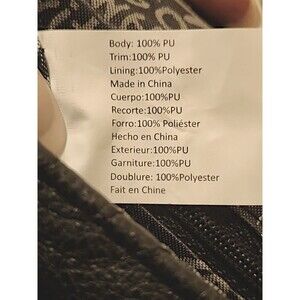 Body: 100% PU
Trim:100% PU
Lining:100%Polyester
Made in China
Cuerpo:100%PU
Recorte:100%PU
Forro:100% Poliéster
Hecho en China
Exterieur:100%PU
Garniture: 100%PU
Doublure: 100%Polyester
Fait en Chine